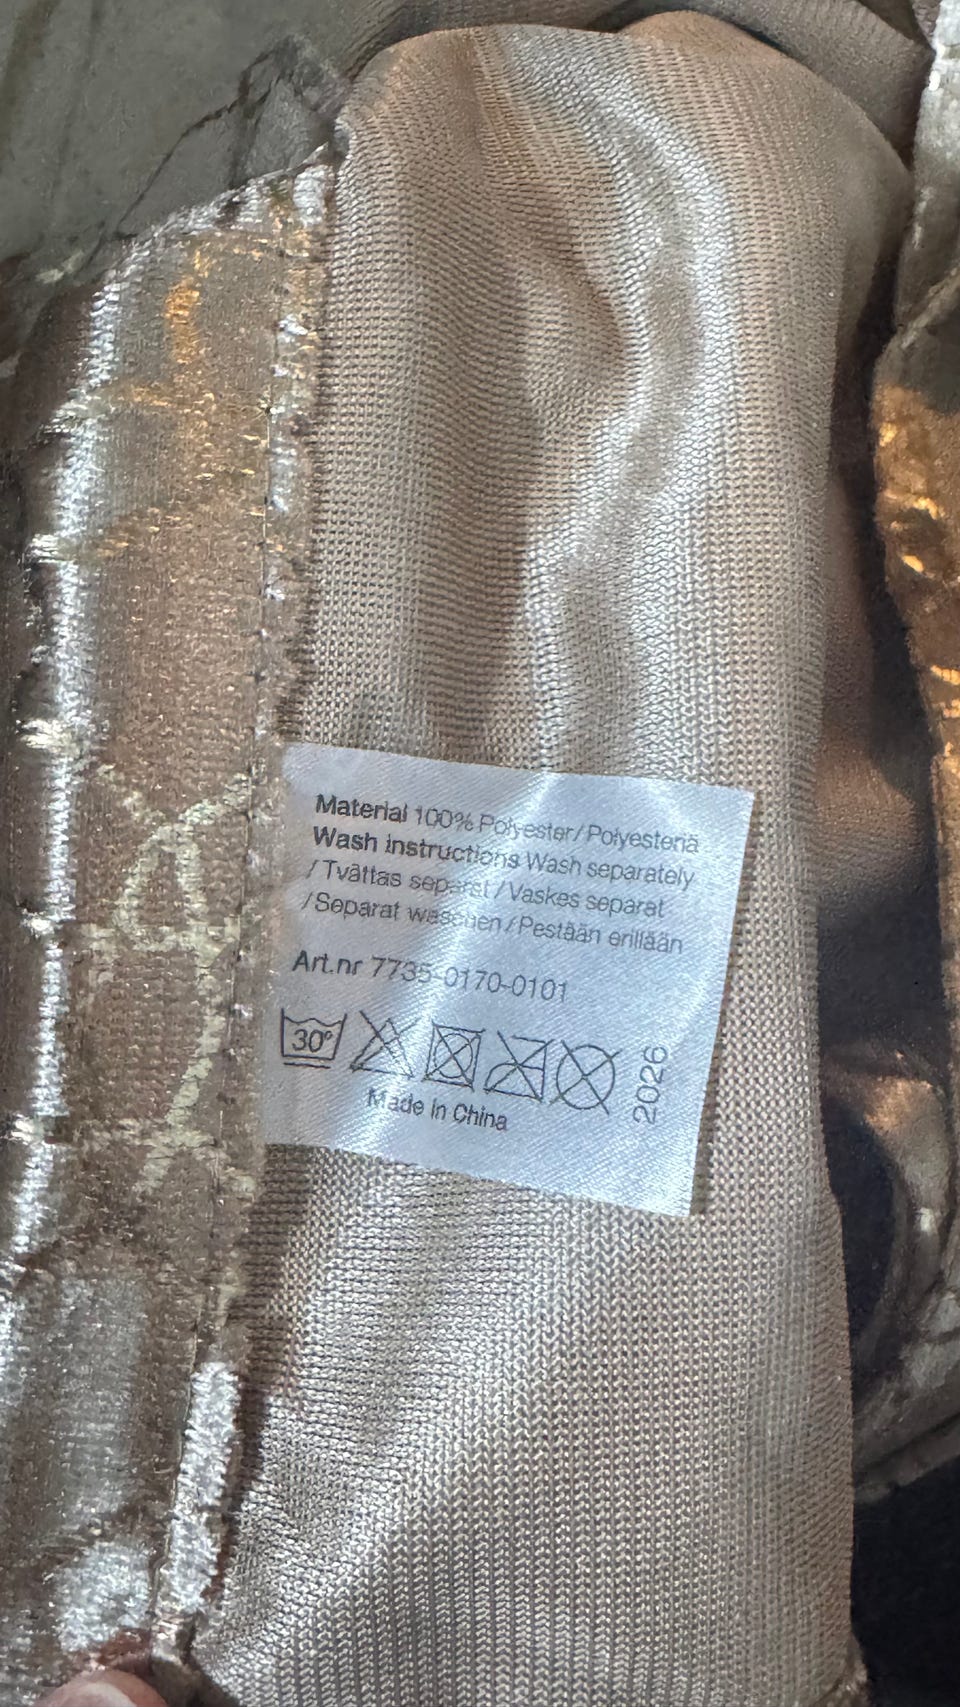 Material 100% Polyester/Polyesteriä
Wash instructions Wash separately
/Tvättas separat/Vaskes separat
/Separat waschen/Pestään erillään
Art.nr 7735-0170-0101
30°
Made in China
2026